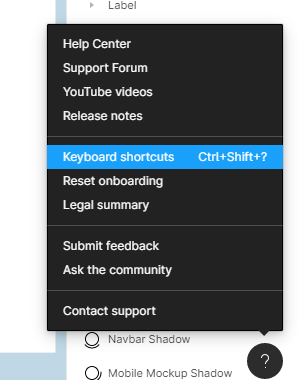 Label
Help Center
Support Forum
YouTube videos
Release notes
Keyboard shortcuts Ctrl+Shift+?
Reset onboarding
Legal summary
Submit feedback
Ask the community
Contact support
Navbar Shadow
?
Mobile Mockup Shadow